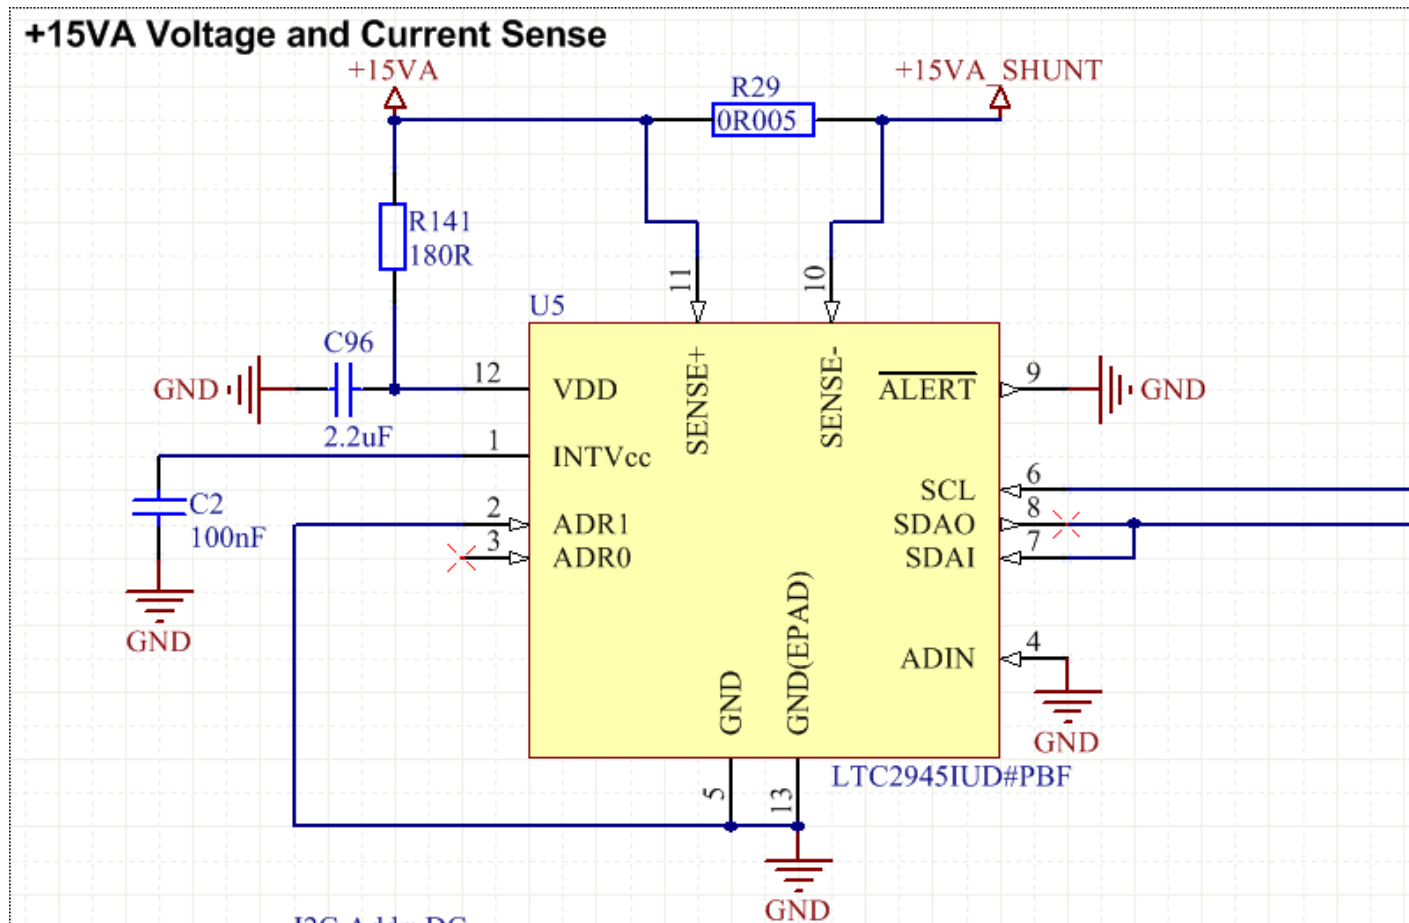 +15VA Voltage and Current Sense
+15VA
+15VA_SHUNT
R29
0R005
R141
180R
11
10
U5
C96
GND
2.2uF
12
VDD
SENSE+
SENSE-
ALERT
9
GND
1
INTVcc
C2
100nF
GND
2
ADR1
3
ADR0
SCL
6
SDAO
8
SDAI
7
ADIN
4
GND
GND
GND(EPAD)
LTC2945IUD#PBF
5
13
GND